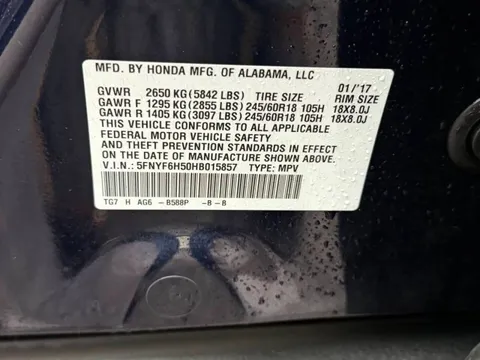 MFD. BY HONDA MFG. OF ALABAMA, LLC
GVWR 2650 KG (5842 LBS) TIRE SIZE 01/'17 RIM SIZE
GAWR F 1295 KG (2855 LBS) 245/60R18 105H 18X8.0J
GAWR R 1405 KG (3097 LBS) 245/60R18 105H 18X8.0J
THIS VEHICLE CONFORMS TO ALL APPLICABLE
FEDERAL MOTOR VEHICLE SAFETY
AND THEFT PREVENTION STANDARDS IN EFFECT
ON THE DATE OF MANUFACTURE SHOWN ABOVE.
V.I.N.: 5FNYF6H50HB015857 TYPE: MPV
TG7 H AG6 - B588P -B-B